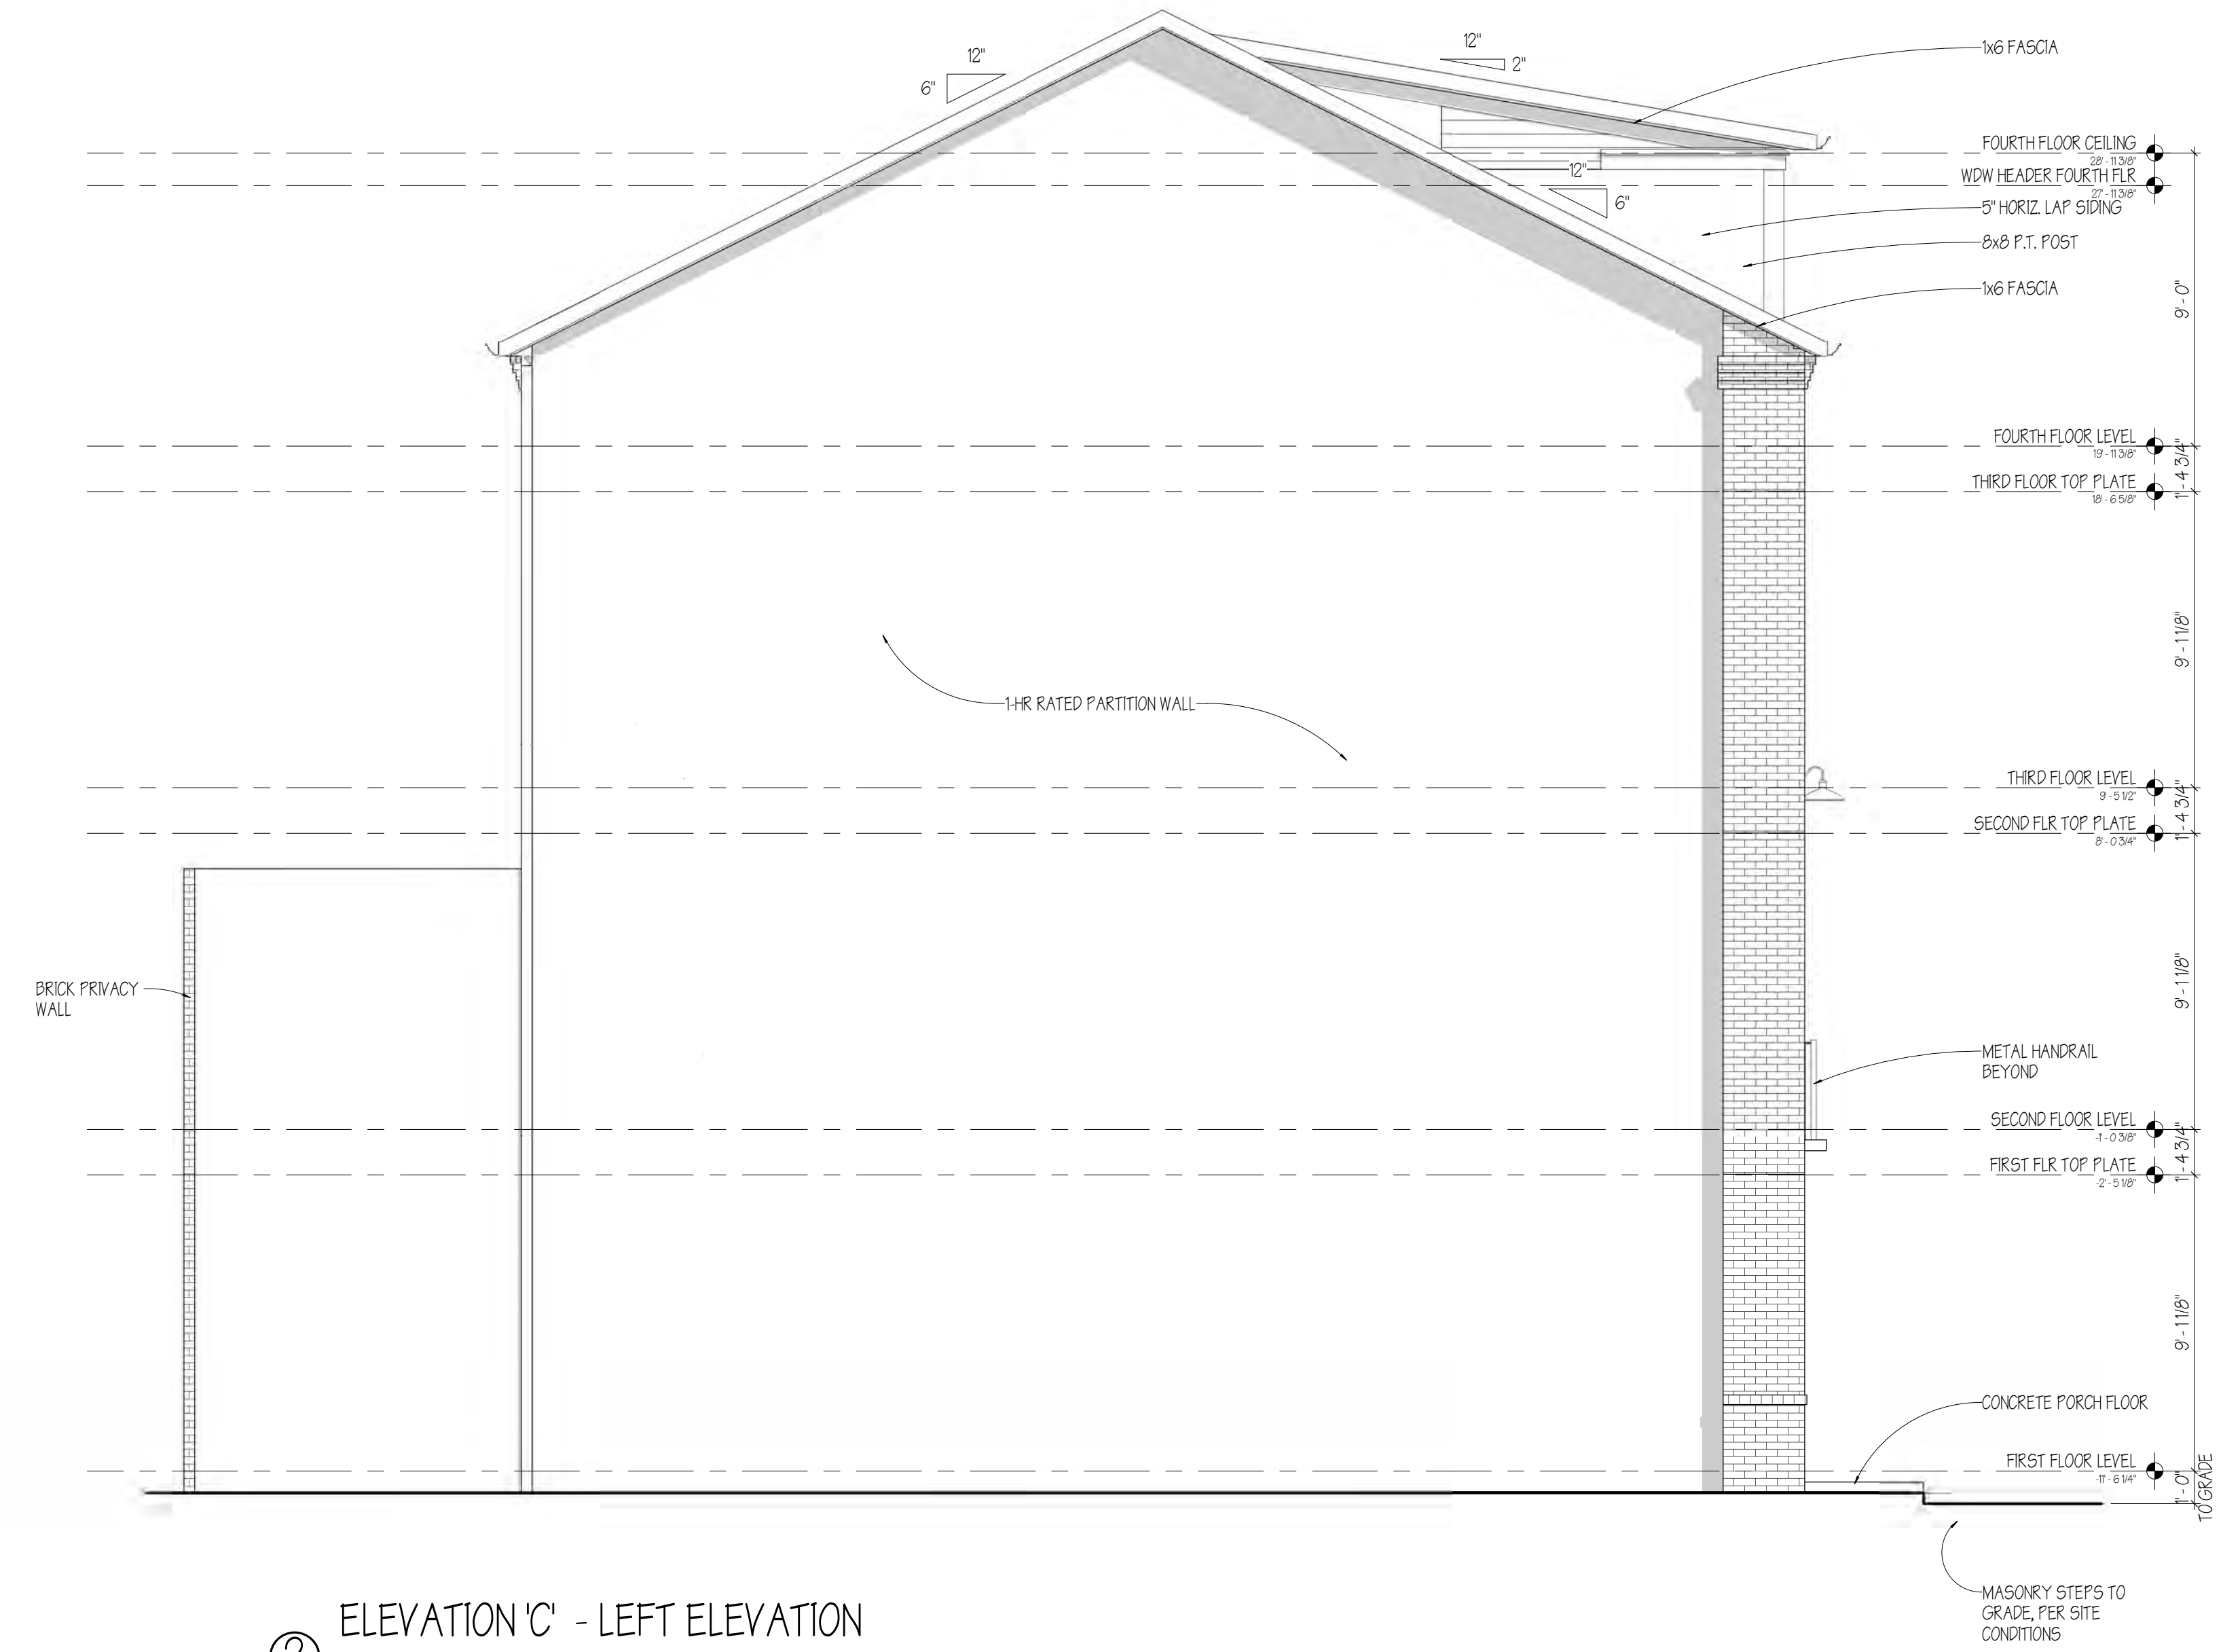 12"
6"
12"
2"
1x6 FASCIA
FOURTH FLOOR CEILING
28' - 11 3/8"
WDW HEADER FOURTH FLR
27' - 11 3/8"
12"
6"
5" HORIZ. LAP SIDING
8x8 P.T. POST
1x6 FASCIA
9' - 0"
FOURTH FLOOR LEVEL
19' - 11 3/8"
1' - 4 3/4"
THIRD FLOOR TOP PLATE
18' - 6 5/8"
9' - 1 1/8"
1-HR RATED PARTITION WALL
THIRD FLOOR LEVEL
9' - 5 1/2"
1' - 4 3/4"
SECOND FLR TOP PLATE
8' - 0 3/4"
9' - 1 1/8"
BRICK PRIVACY
WALL
METAL HANDRAIL
BEYOND
SECOND FLOOR LEVEL
-1' - 0 3/8"
1' - 4 3/4"
FIRST FLR TOP PLATE
-2' - 5 1/8"
9' - 1 1/8"
CONCRETE PORCH FLOOR
FIRST FLOOR LEVEL
-11' - 6 1/4"
1' - 0"
TO GRADE
MASONRY STEPS TO
GRADE, PER SITE
CONDITIONS
ELEVATION 'C' - LEFT ELEVATION